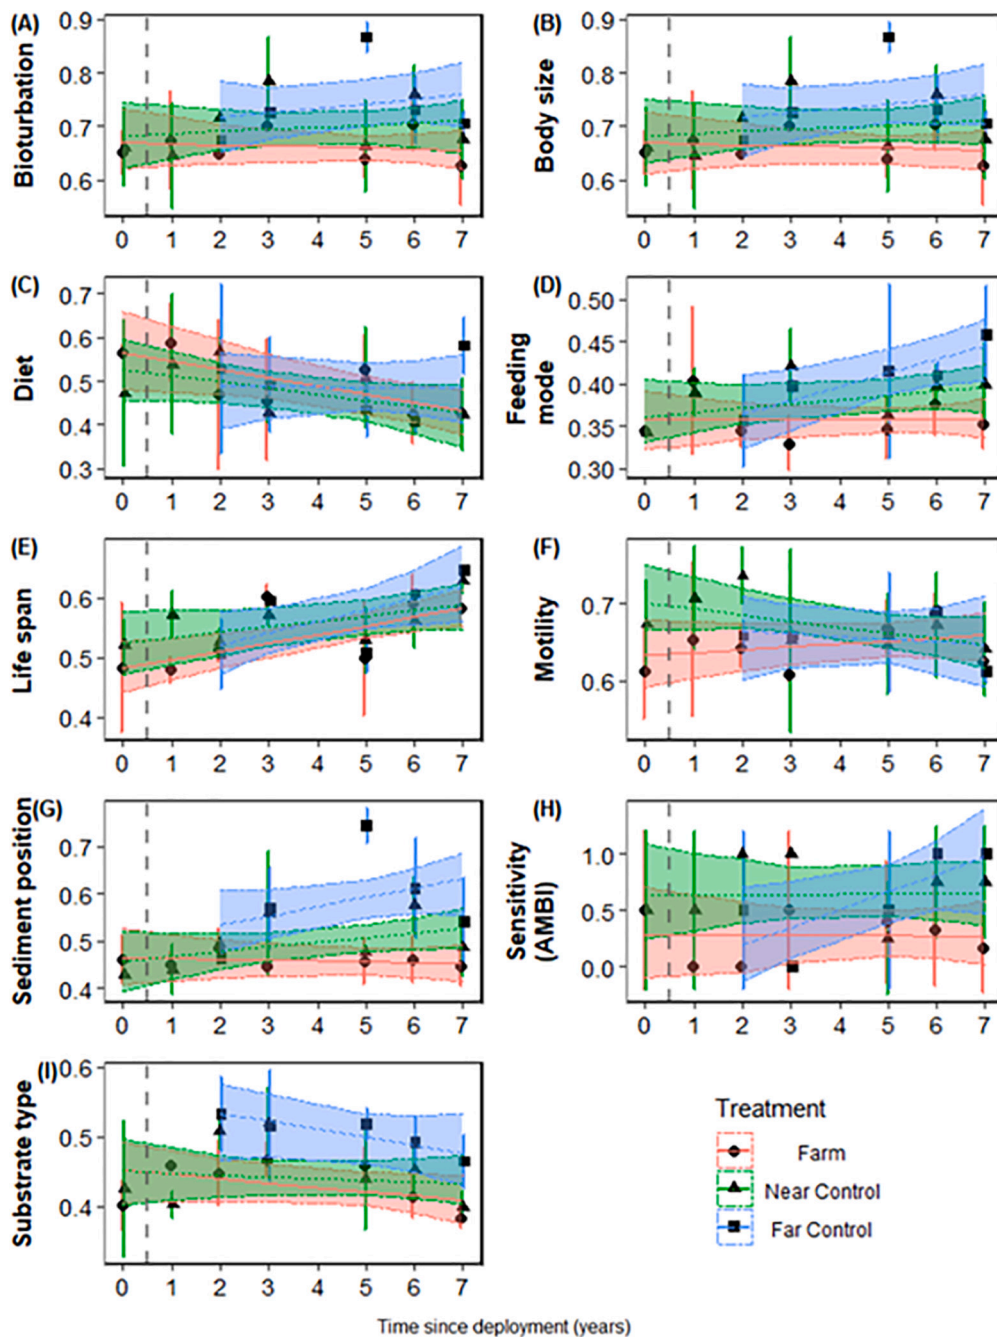 (A) Bioturbation
0.9
0.8
0.7
0.6
0 1 2 3 4 5 6 7
(B) Body size
0.9
0.8
0.7
0.6
0 1 2 3 4 5 6 7
(C) Diet
0.7
0.6
0.5
0.4
0.3
0 1 2 3 4 5 6 7
(D) Feeding
mode
0.50
0.45
0.40
0.35
0.30
0 1 2 3 4 5 6 7
(E) Life span
0.6
0.5
0.4
0 1 2 3 4 5 6 7
(F) Motility
0.7
0.6
0 1 2 3 4 5 6 7
(G) Sediment position
0.7
0.6
0.5
0.4
0 1 2 3 4 5 6 7
(H) Sensitivity
(AMBI)
1.0
0.5
0.0
0 1 2 3 4 5 6 7
(I) Substrate type
0.6
0.5
0.4
0 1 2 3 4 5 6 7
Treatment
Farm
Near Control
Far Control
Time since deployment (years)